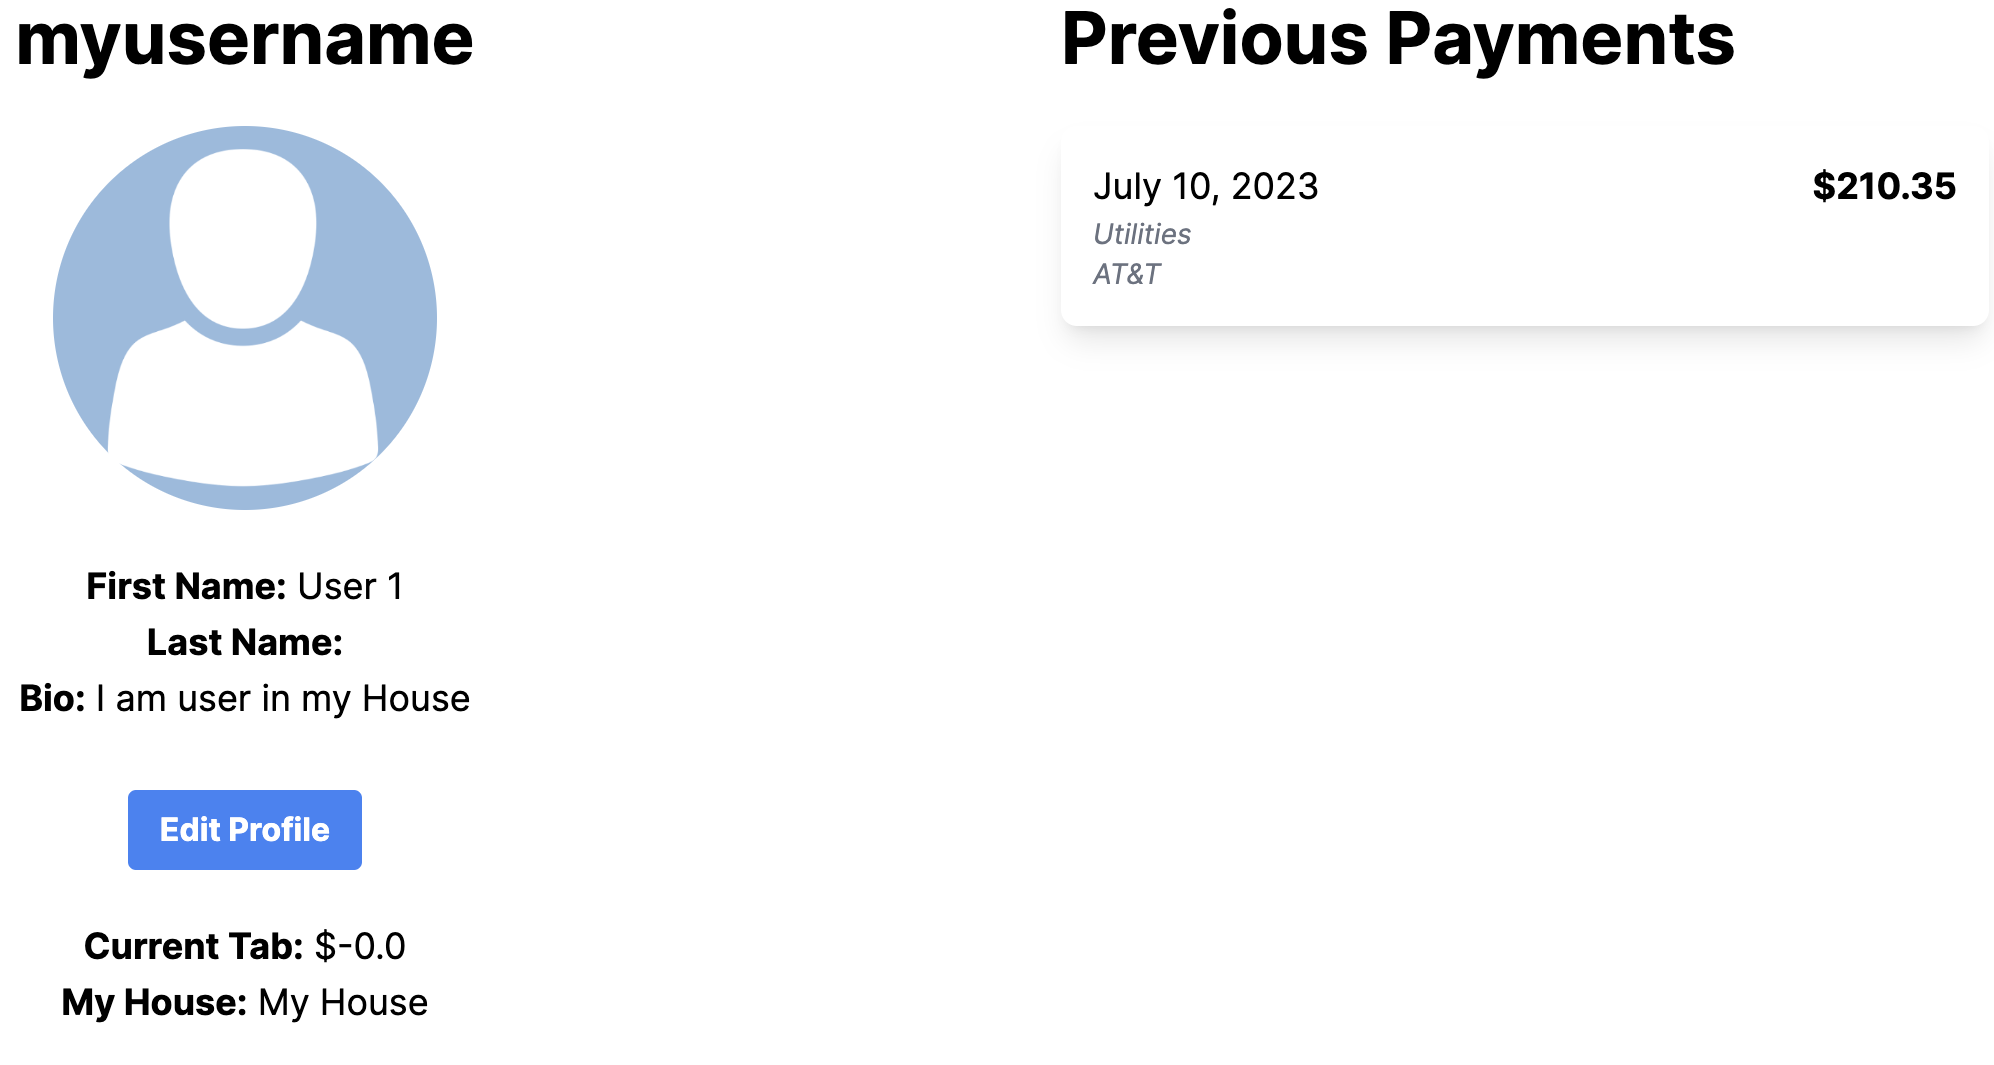 myusername
First Name: User 1
Last Name:
Bio: I am user in my House
Edit Profile
Current Tab: $-0.0
My House: My House
Previous Payments
July 10, 2023
$210.35
Utilities
AT&T